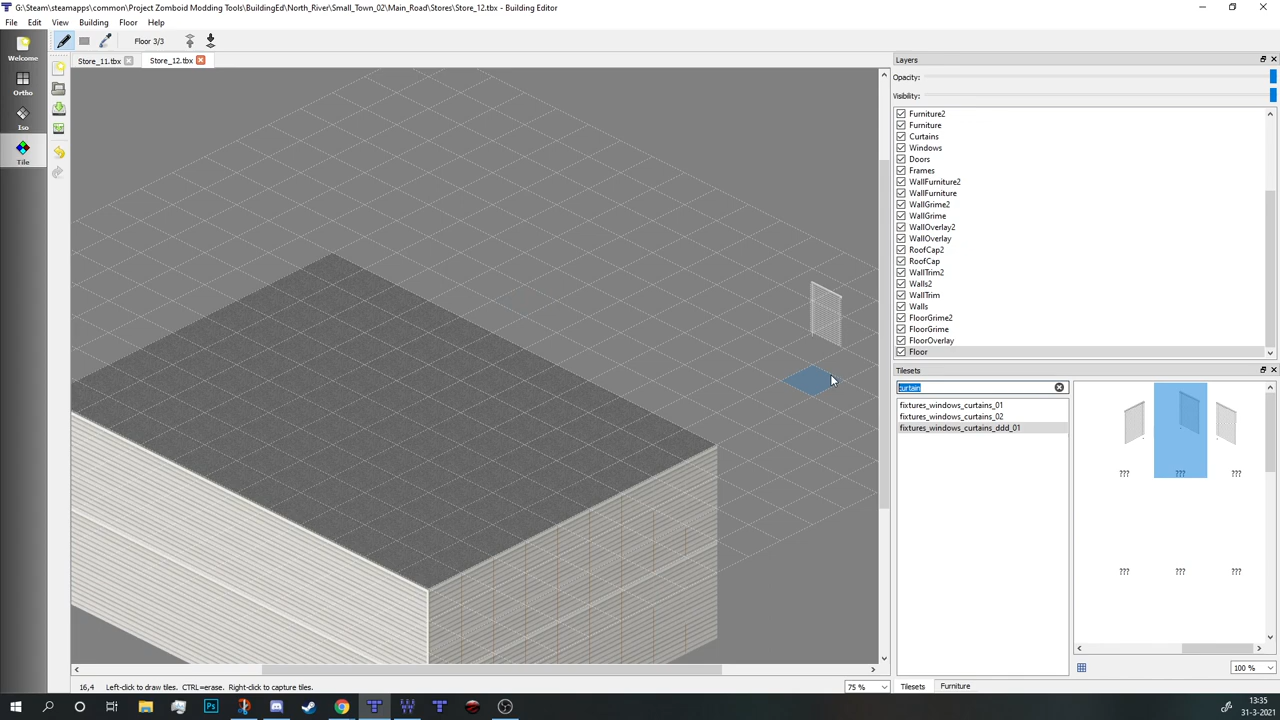 G:\Steam\steamapps\common\Project Zomboid Modding Tools\BuildingEd\North_River\Small_Town_02\Main_Road\Stores\Store_12.tbx - Building Editor
File Edit View Building Floor Help
Floor 3/3
Welcome
Ortho
Iso
Tile
Store_11.tbx
Store_12.tbx
Layers
Opacity:
Visibility:
Furniture2
Furniture
Curtains
Windows
Doors
Frames
WallFurniture2
WallFurniture
WallGrime2
WallGrime
WallOverlay2
WallOverlay
RoofCap2
RoofCap
WallTrim2
Walls2
WallTrim
Walls
FloorGrime2
FloorGrime
FloorOverlay
Floor
Tilesets
curtain
fixtures_windows_curtains_01
fixtures_windows_curtains_02
fixtures_windows_curtains_ddd_01
??? ??? ???
??? ??? ???
100 %
Tilesets Furniture
16,4 Left-click to draw tiles. CTRL=erase. Right-click to capture tiles.
75 %
13:35
31-3-2021